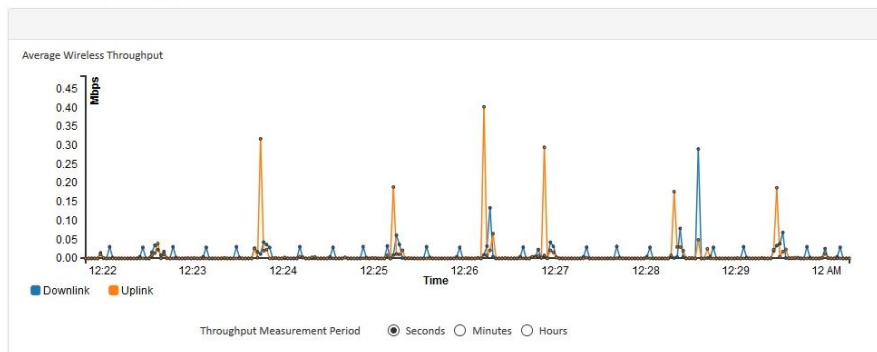 Average Wireless Throughput
Mbps
0.45
0.40
0.35
0.30
0.25
0.20
0.15
0.10
0.05
0.00
12:22 12:23 12:24 12:25 12:26 12:27 12:28 12:29 12 AM
Time
Downlink Uplink
Throughput Measurement Period Seconds Minutes Hours